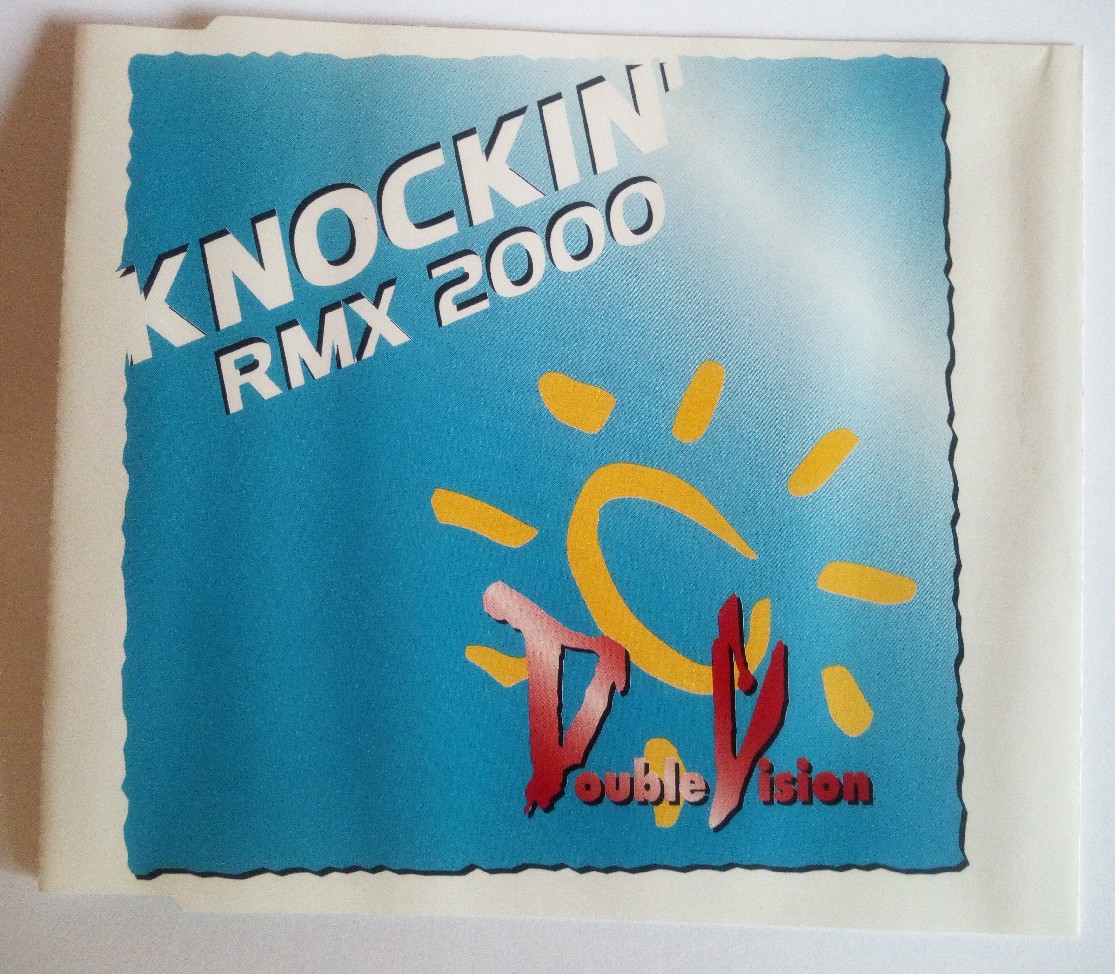 KNOCKIN'
RMX 2000
Double Vision